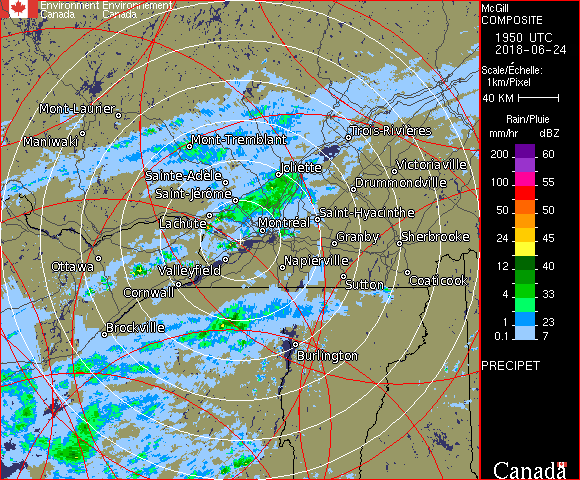 Environment Environnement
Canada Canada
McGill
COMPOSITE
1950 UTC
2018-06-24
Scale/Échelle:
1km/Pixel
40 KM
Rain/Pluie
mm/hr dBZ
200 60
100 55
50 50
24 45
12 40
4 33
1 23
0.1 7
PRECIPET
Canada
Mont-Laurier
Maniwaki
Mont-Tremblant
Trois-Rivières
Joliette
Victoriaville
Sainte-Adèle
Drummondville
Saint-Jérôme
Lachute
Saint-Hyacinthe
Montréal
Granby
Sherbrooke
Ottawa
Valleyfield
Napierville
Cornwall
Sutton
Coaticook
Brockville
Burlington